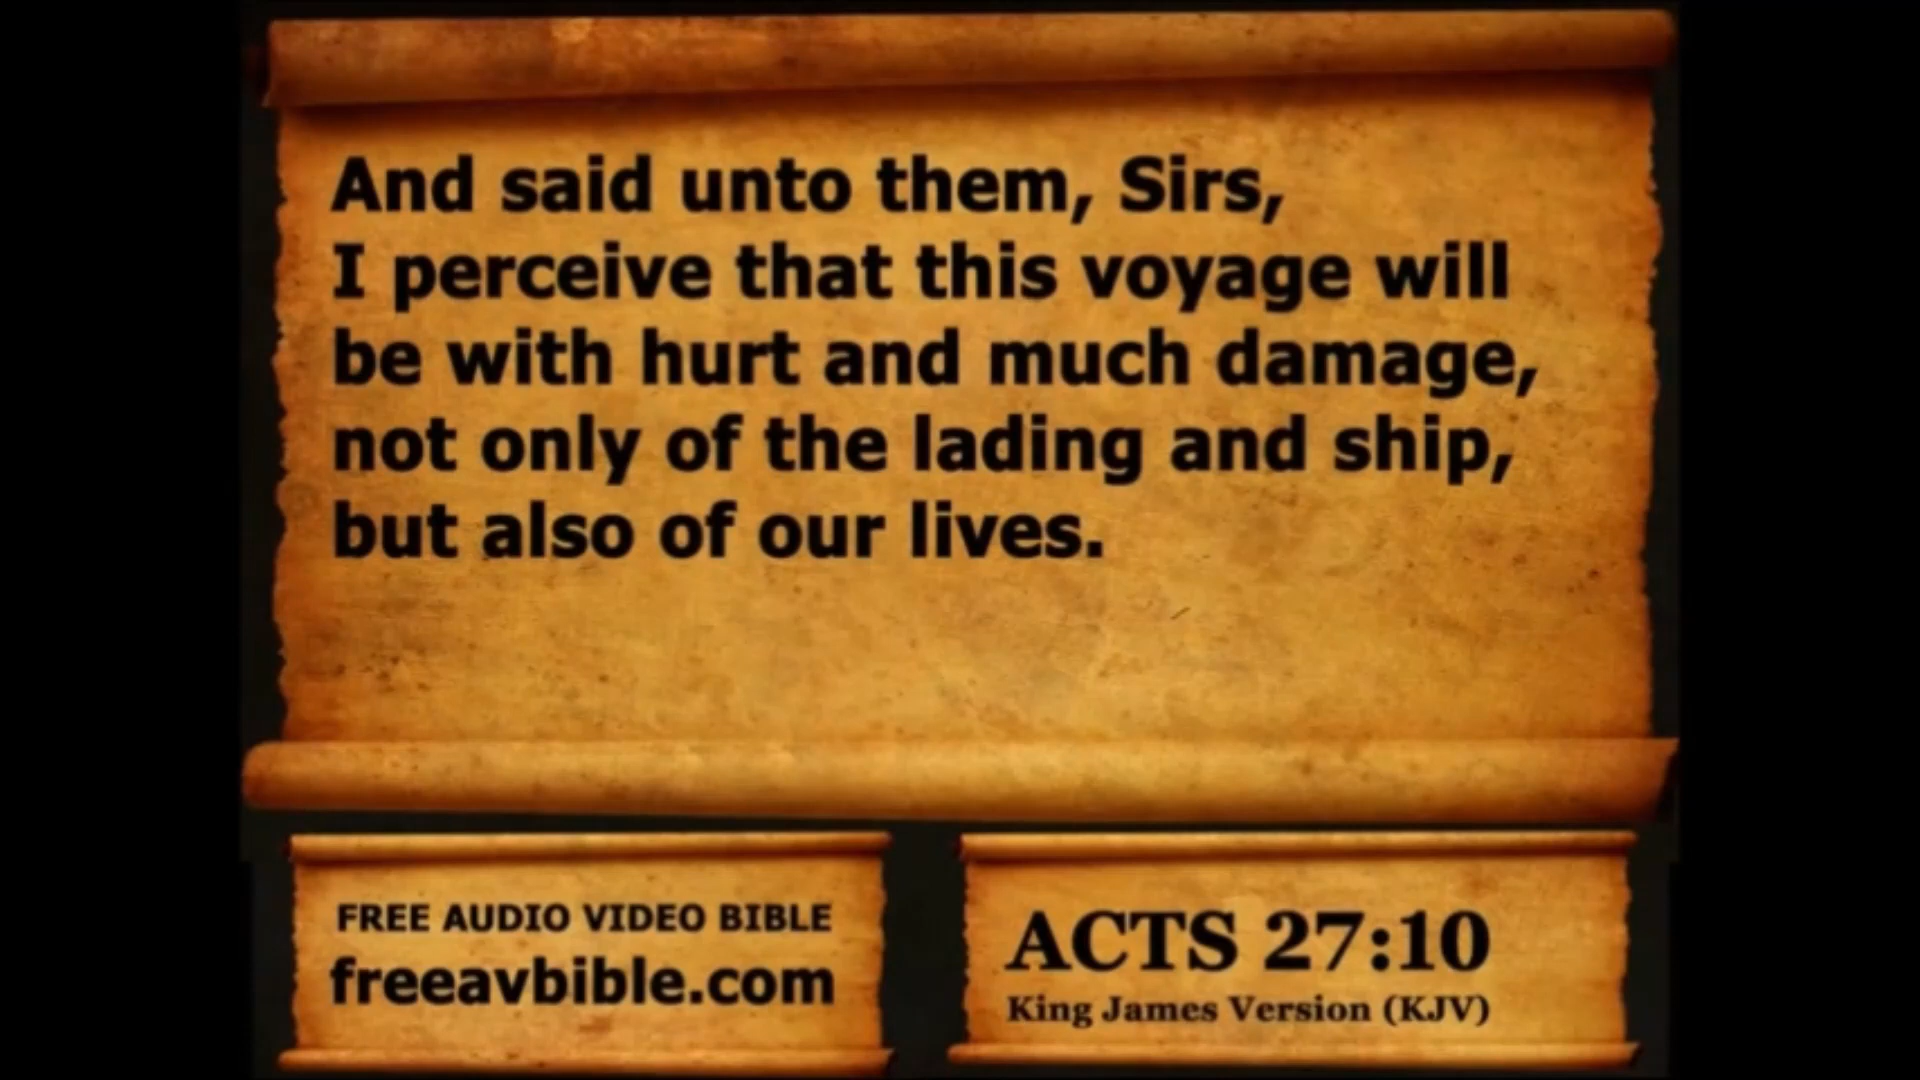 And said unto them, Sirs,
I perceive that this voyage will
be with hurt and much damage,
not only of the lading and ship,
but also of our lives.
FREE AUDIO VIDEO BIBLE
freeavbible.com
ACTS 27:10
King James Version (KJV)